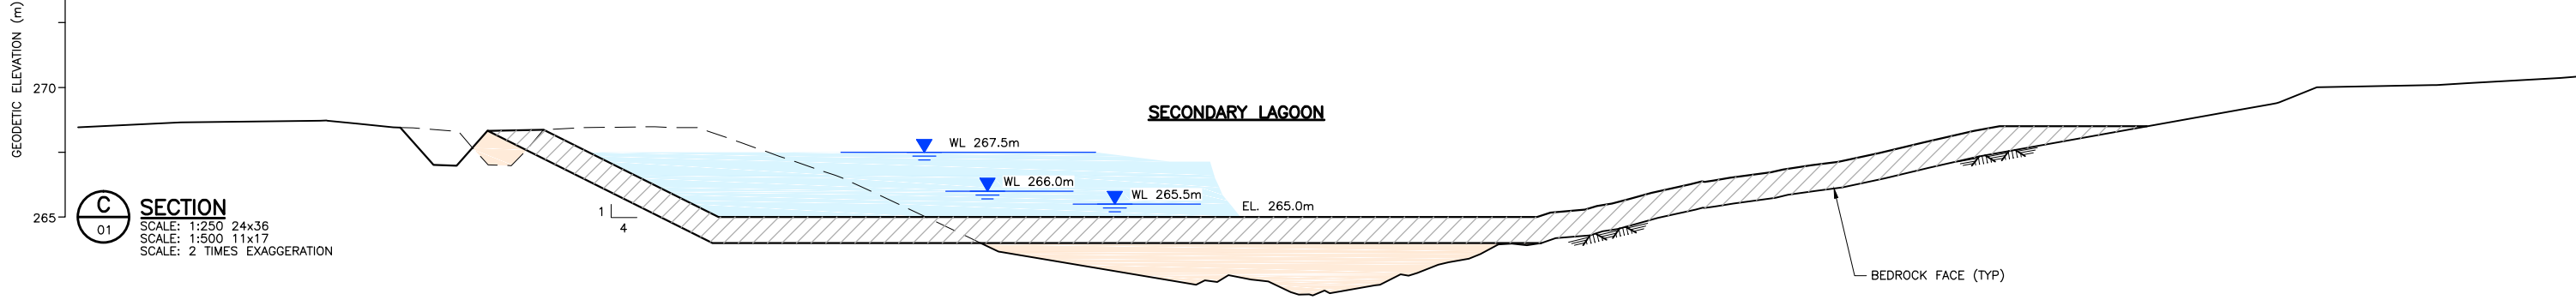 GEODETIC ELEVATION (m)
270
265
SECONDARY LAGOON
WL 267.5m
WL 266.0m
WL 265.5m
EL. 265.0m
1
4
C
01
SECTION
SCALE: 1:250 24x36
SCALE: 1:500 11x17
SCALE: 2 TIMES EXAGGERATION
BEDROCK FACE (TYP)